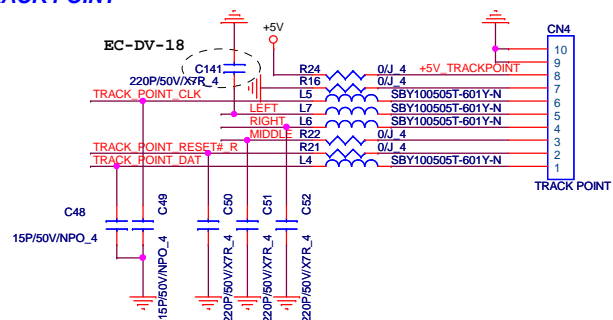 CN4
+5V
EC-DV-18
10
9
C141
220P/50V/X7R_4
R24 0/J_4 +5V_TRACKPOINT 8
R16 0/J_4 7
TRACK_POINT_CLK L5 SBY100505T-601Y-N 6
LEFT L7 SBY100505T-601Y-N 5
RIGHT L6 SBY100505T-601Y-N 4
MIDDLE R22 0/J_4 3
TRACK_POINT_RESET#_R R21 0/J_4 2
TRACK_POINT_DAT L4 SBY100505T-601Y-N 1
TRACK POINT
C48
15P/50V/NPO_4
C49
15P/50V/NPO_4
C50
220P/50V/X7R_4
C51
220P/50V/X7R_4
C52
220P/50V/X7R_4